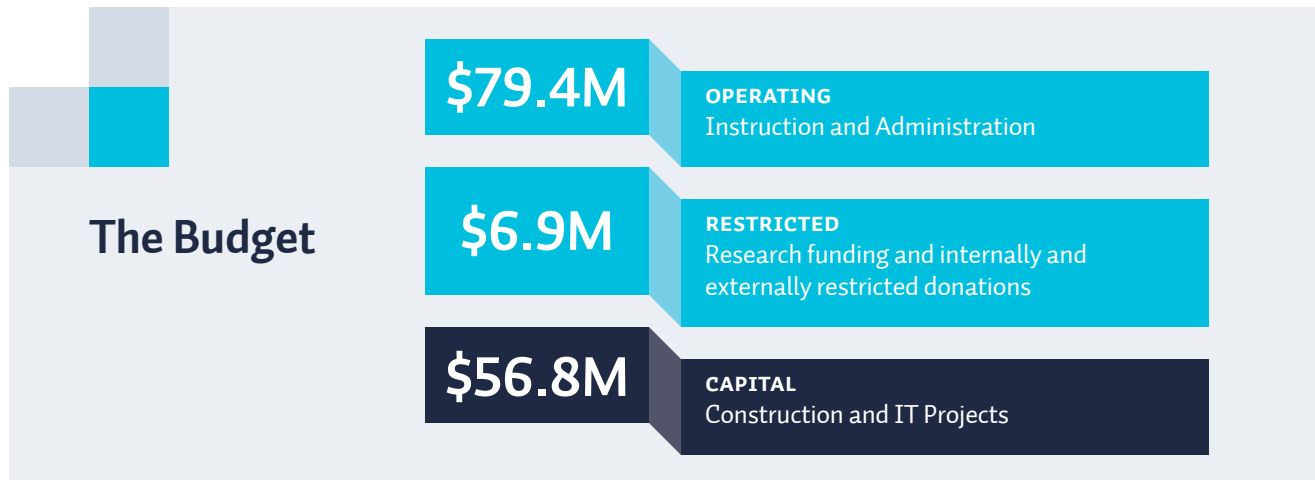 The Budget
$79.4M
OPERATING
Instruction and Administration
$6.9M
RESTRICTED
Research funding and internally and
externally restricted donations
$56.8M
CAPITAL
Construction and IT Projects